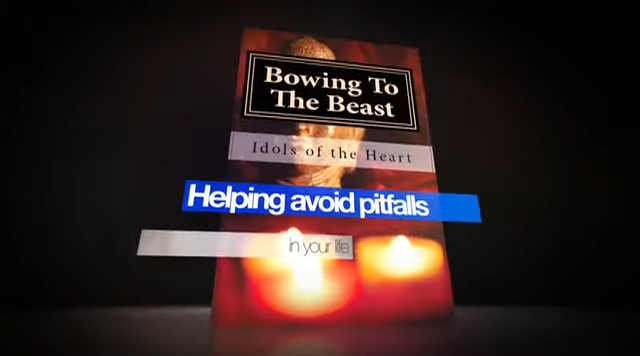 Bowing To
The Beast
Idols of the Heart
Helping avoid pitfalls
in your life